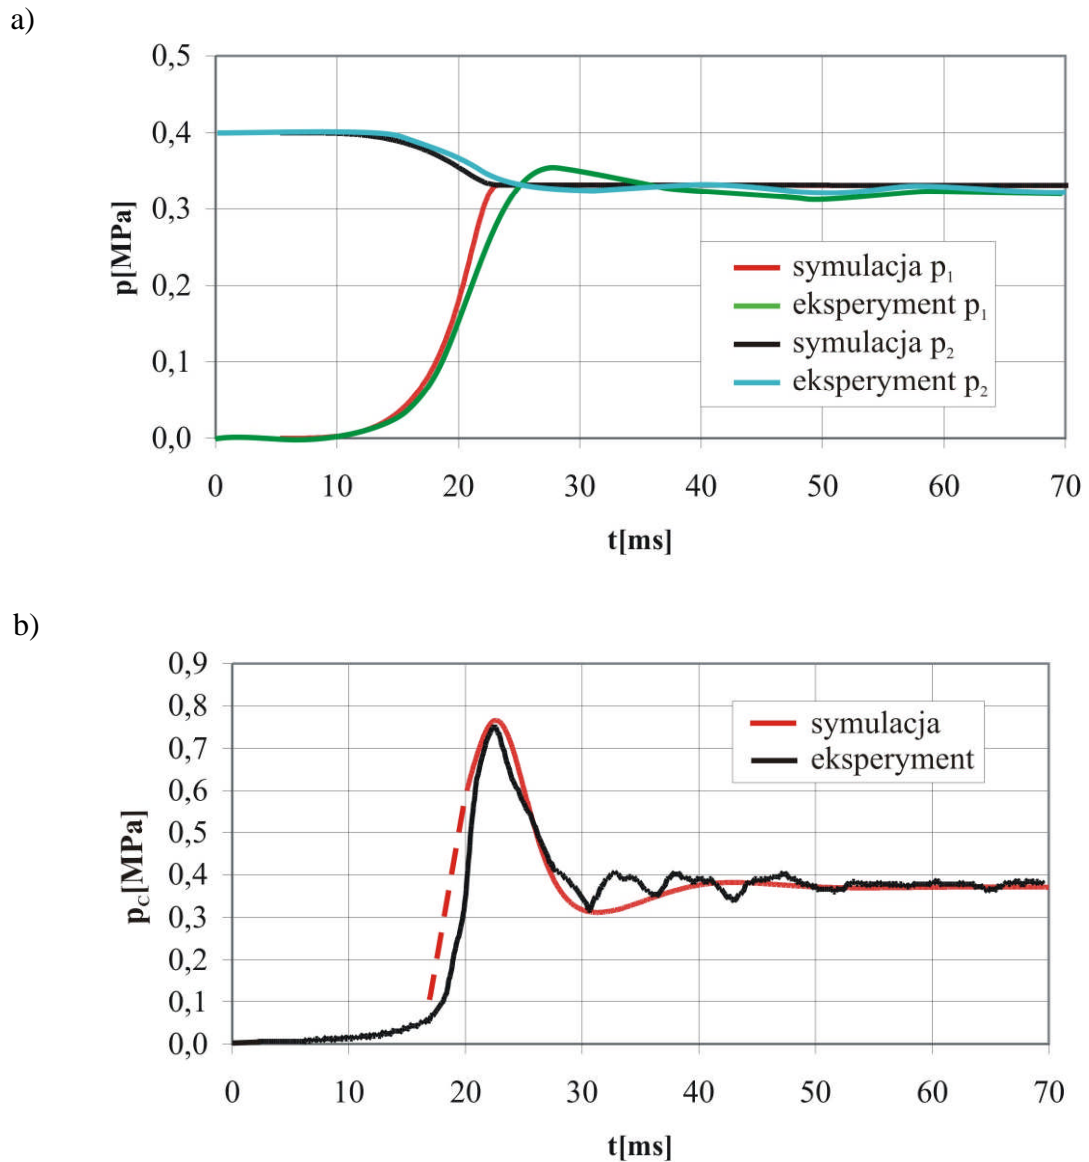 a)
0,5
0,4
0,3
0,2
0,1
0,0
p[MPa]
symulacja p₁
eksperyment p₁
symulacja p₂
eksperyment p₂
0 10 20 30 40 50 60 70
t[ms]
b)
0,9
0,8
0,7
0,6
0,5
0,4
0,3
0,2
0,1
0,0
p_C[MPa]
symulacja
eksperyment
0 10 20 30 40 50 60 70
t[ms]